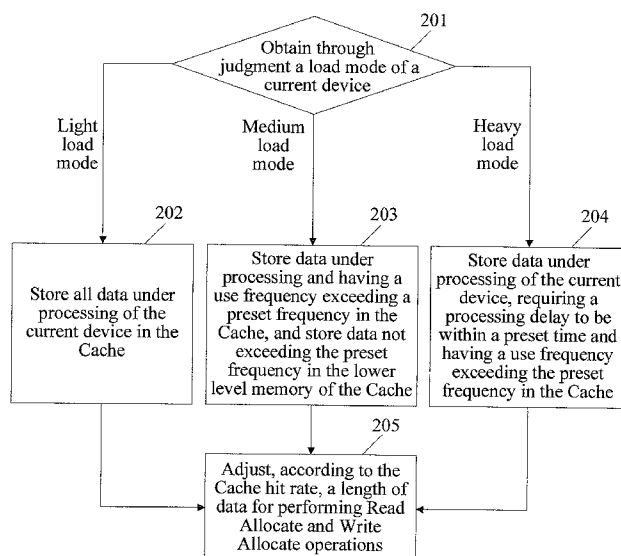 201
Obtain through
judgment a load mode of a
current device
Light
load
mode
Medium
load
mode
Heavy
load
mode
202
Store all data under
processing of the
current device in the
Cache
203
Store data under
processing and having a
use frequency exceeding a
preset frequency in the
Cache, and store data not
exceeding the preset
frequency in the lower
level memory of the Cache
204
Store data under
processing of the current
device, requiring a
processing delay to be
within a preset time and
having a use frequency
exceeding the preset
frequency in the Cache
205
Adjust, according to the
Cache hit rate, a length of
data for performing Read
Allocate and Write
Allocate operations